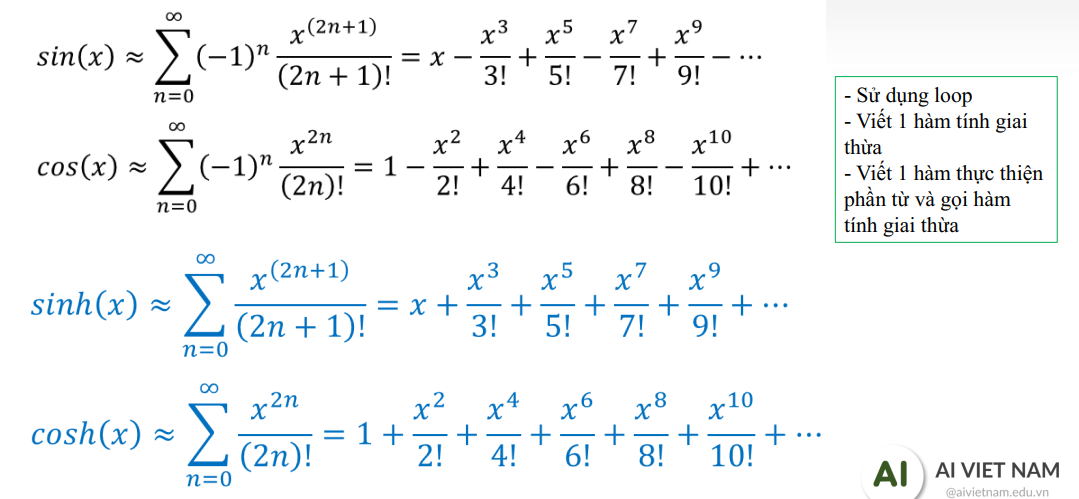 sin(x) ≈ ∑_{n=0}^{∞} (−1)^n x^(2n+1)/(2n + 1)! = x − x^3/3! + x^5/5! − x^7/7! + x^9/9! − ⋯
cos(x) ≈ ∑_{n=0}^{∞} (−1)^n x^2n/(2n)! = 1 − x^2/2! + x^4/4! − x^6/6! + x^8/8! − x^10/10! + ⋯
sinh(x) ≈ ∑_{n=0}^{∞} x^(2n+1)/(2n + 1)! = x + x^3/3! + x^5/5! + x^7/7! + x^9/9! + ⋯
cosh(x) ≈ ∑_{n=0}^{∞} x^2n/(2n)! = 1 + x^2/2! + x^4/4! + x^6/6! + x^8/8! + x^10/10! + ⋯
- Sử dụng loop
- Viết 1 hàm tính giai
thừa
- Viết 1 hàm thực thiện
phần từ và gọi hàm
tính giai thừa
AI
AI VIET NAM
@aivietnam.edu.vn